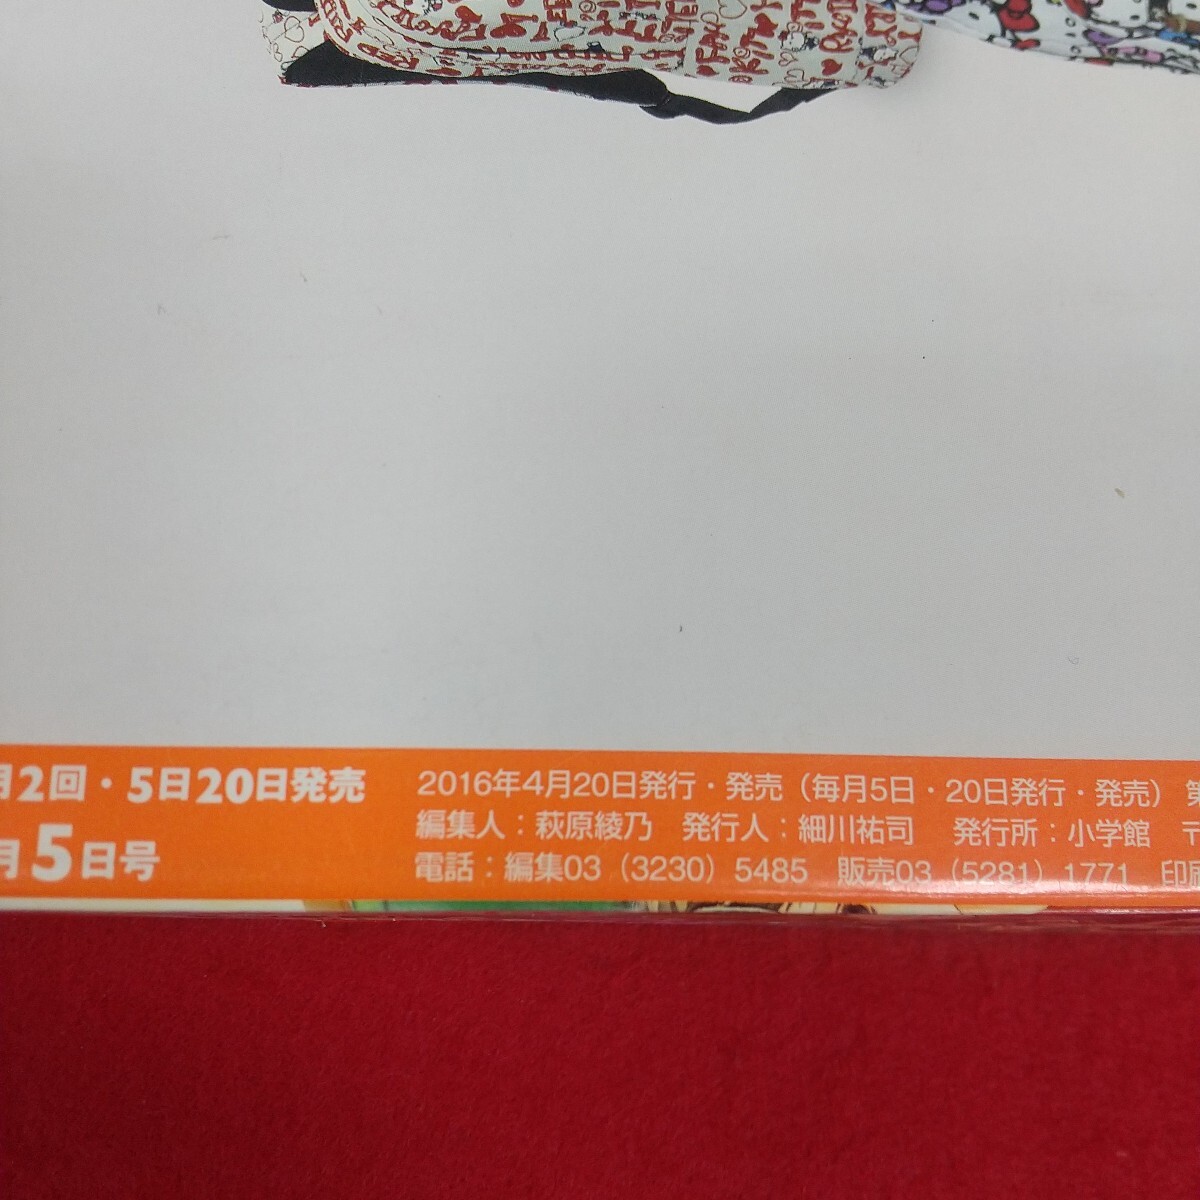 月2回・5日20日発売
月5日号
2016年4月20日発行・発売（毎月5日・20日発行・発売）第
編集人：萩原綾乃　発行人：細川祐司　発行所：小学館　〒
電話：編集03（3230）5485　販売03（5281）1771　印刷